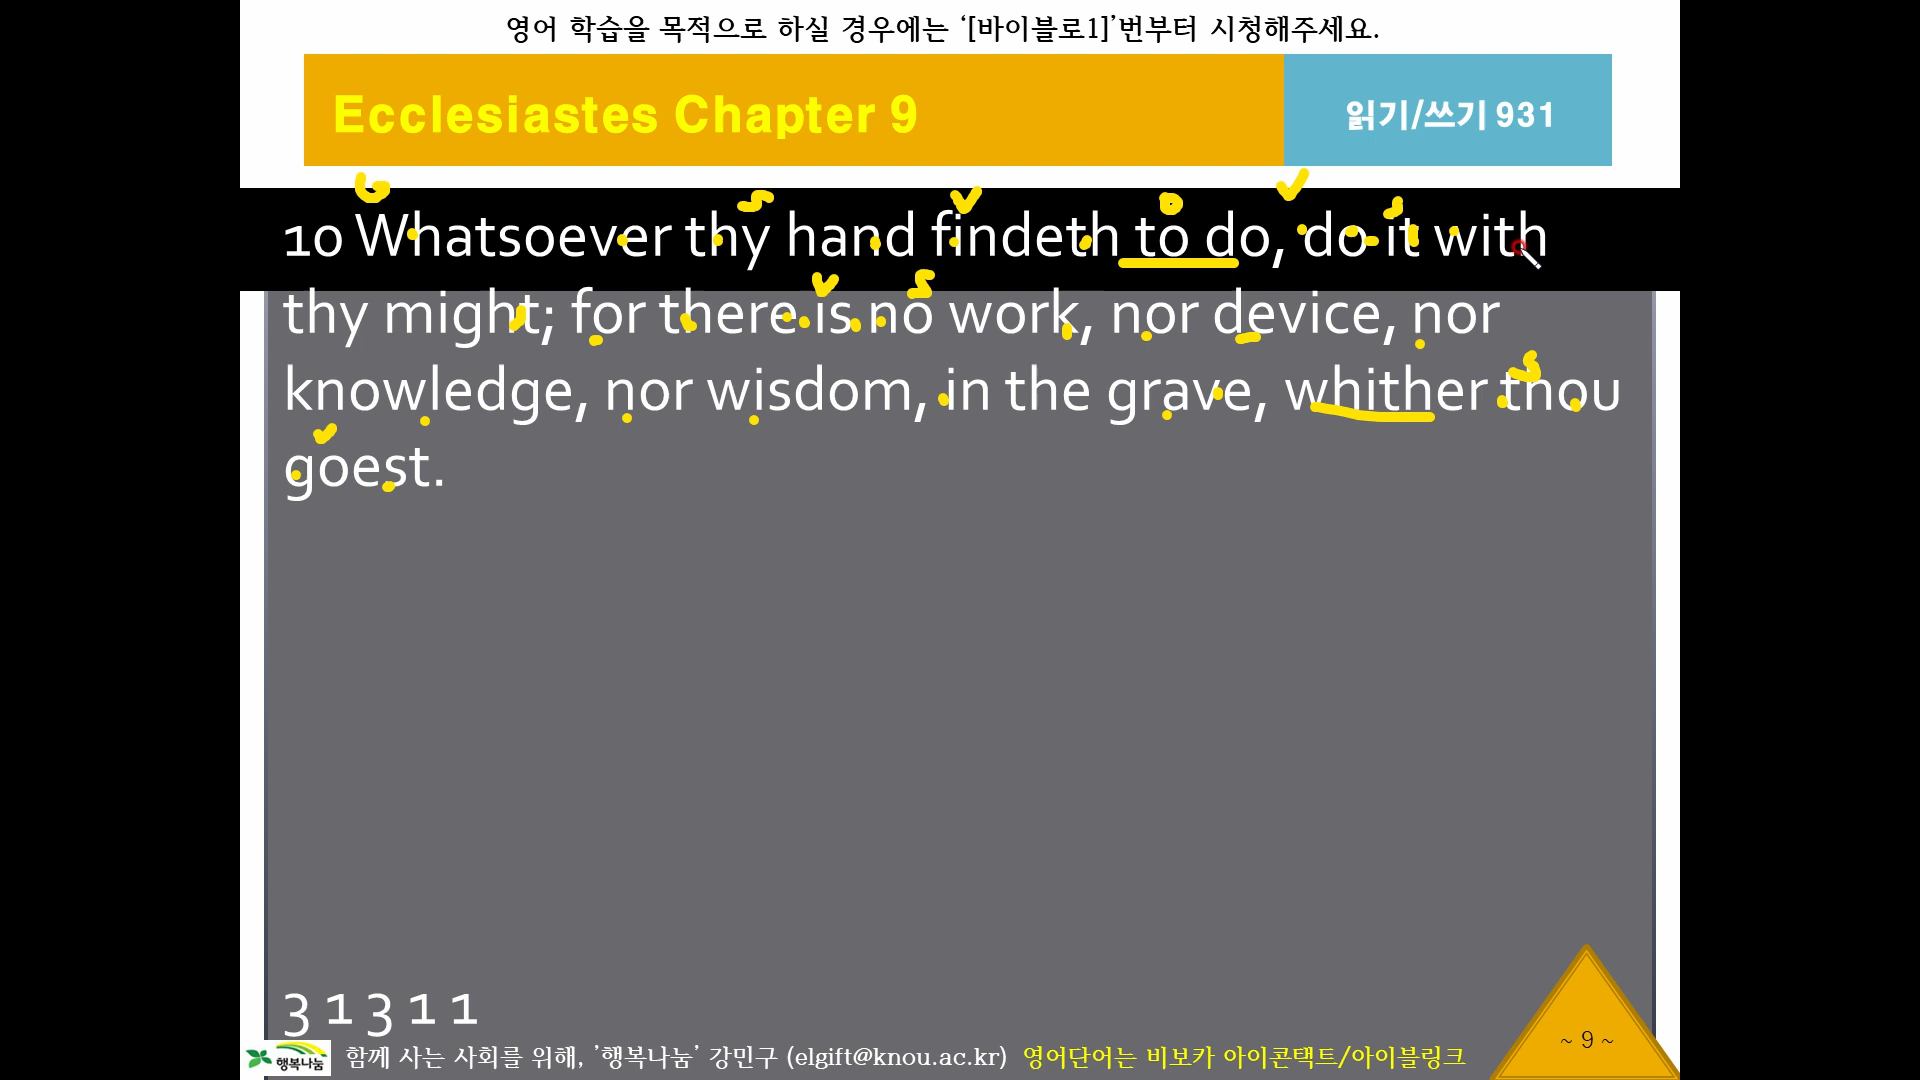 영어 학습을 목적으로 하실 경우에는 ‘[바이블로1]’번부터 시청해주세요.
Ecclesiastes Chapter 9
읽기/쓰기 931
10 Whatsoever thy hand findeth to do, do it with
thy might; for there is no work, nor device, nor
knowledge, nor wisdom, in the grave, whither thou
goest.
3 1 3 1 1
~ 9 ~
행복나눔
함께 사는 사회를 위해, ’행복나눔’ 강민구 (elgift@knou.ac.kr) 영어단어는 비보카 아이콘택트/아이블링크